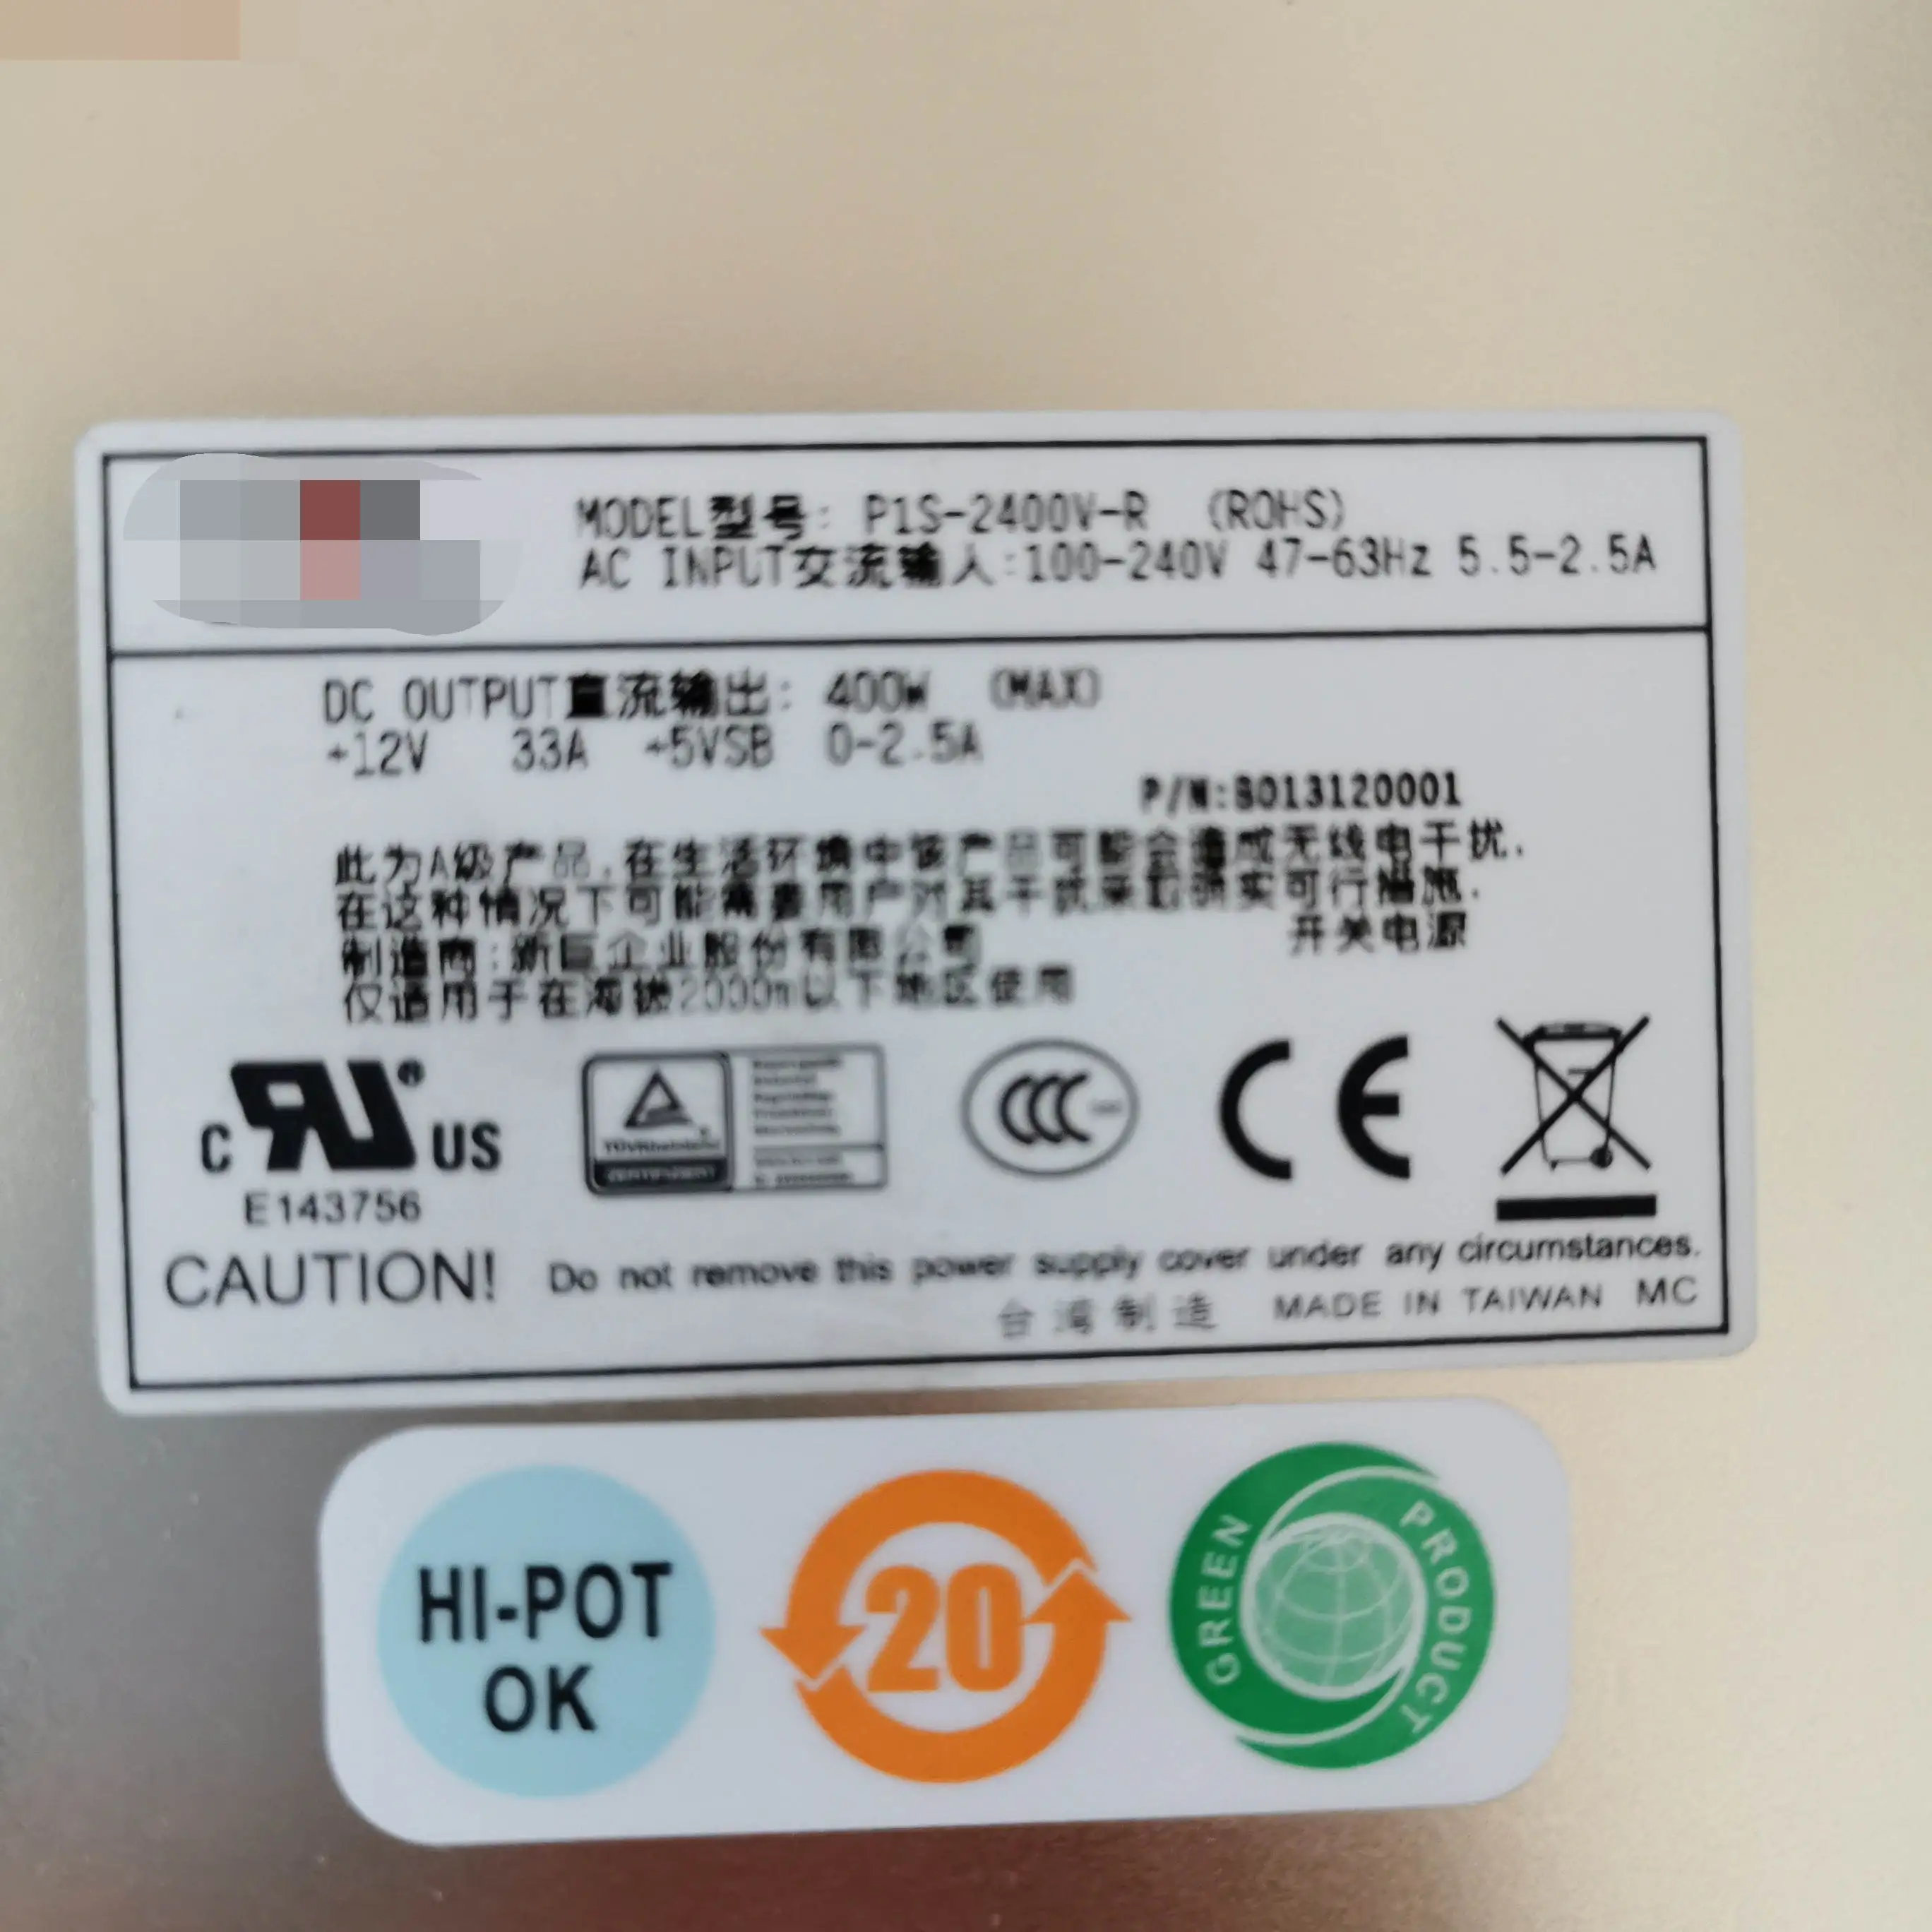 MODEL型号: P1S-2400V-R (ROHS)
AC INPUT交流输入:100-240V 47-63Hz 5.5-2.5A
DC OUTPUT直流输出: 400W (MAX)
+12V 33A +5VSB 0-2.5A
P/N:B013120001
此为A级产品,在生活环境中该产品可能会造成无线电干扰.
在这种情况下可能需要用户对其干扰采取切实可行措施.
制造商:新巨企业股份有限公司
开关电源
仅适用于在海拔2000m以下地区使用
C RU® US
E143756
TÜVRheinland
CCC
CE
CAUTION! Do not remove this power supply cover under any circumstances.
台湾制造 MADE IN TAIWAN MC
HI-POT
OK
20
GREEN PRODUCT